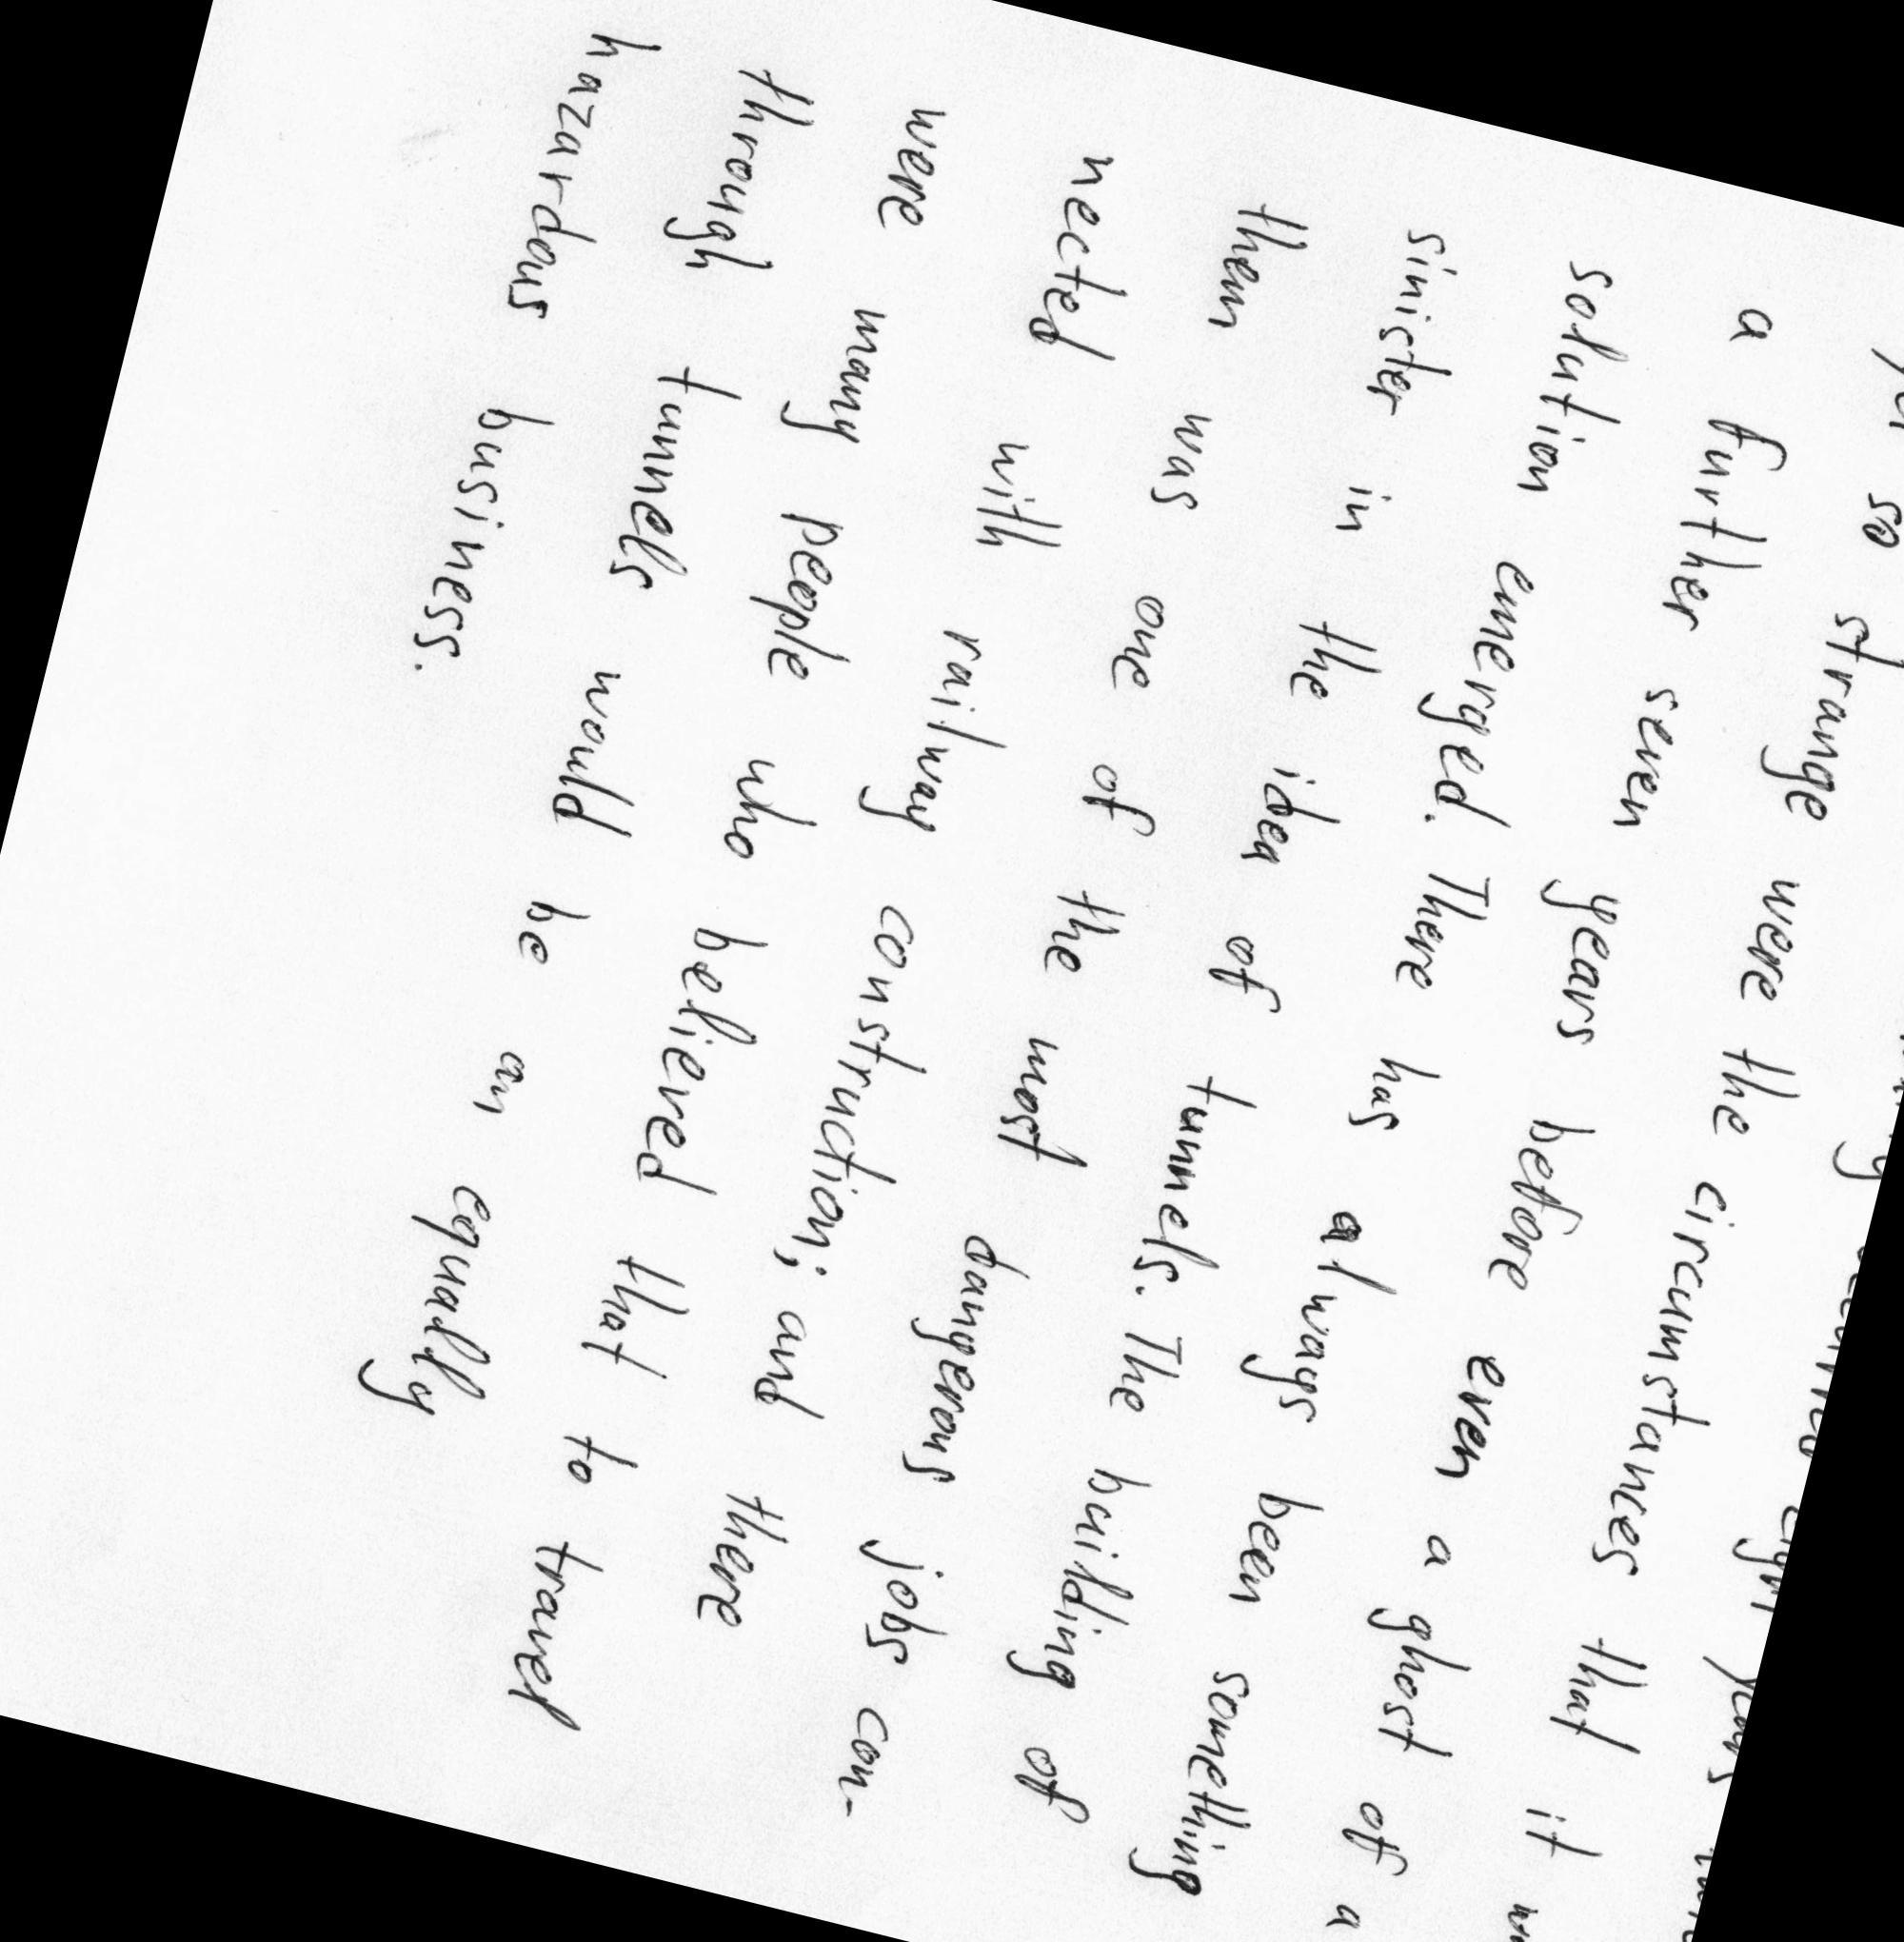 so strange were the circumstances that it
a further seven years before even a ghost of a
solution emerged. There has always been something
sinister in the idea of tunnels. The building of
them was one of the most dangerous jobs con-
nected with railway construction; and there
were many people who believed that to travel
through tunnels would be an equally
hazardous business.